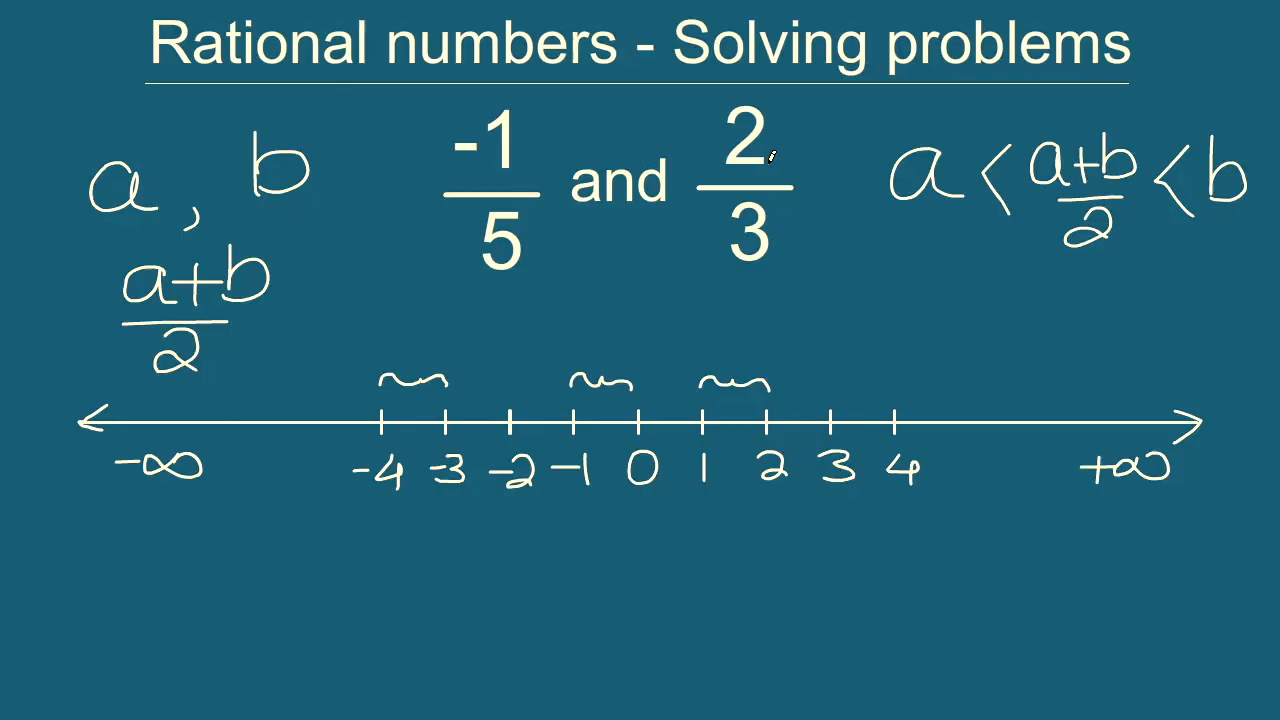 Rational numbers - Solving problems
a , b
-1/5 and 2/3
a < (a+b)/2 < b
a+b
2
-∞ -4 -3 -2 -1 0 1 2 3 4 +∞